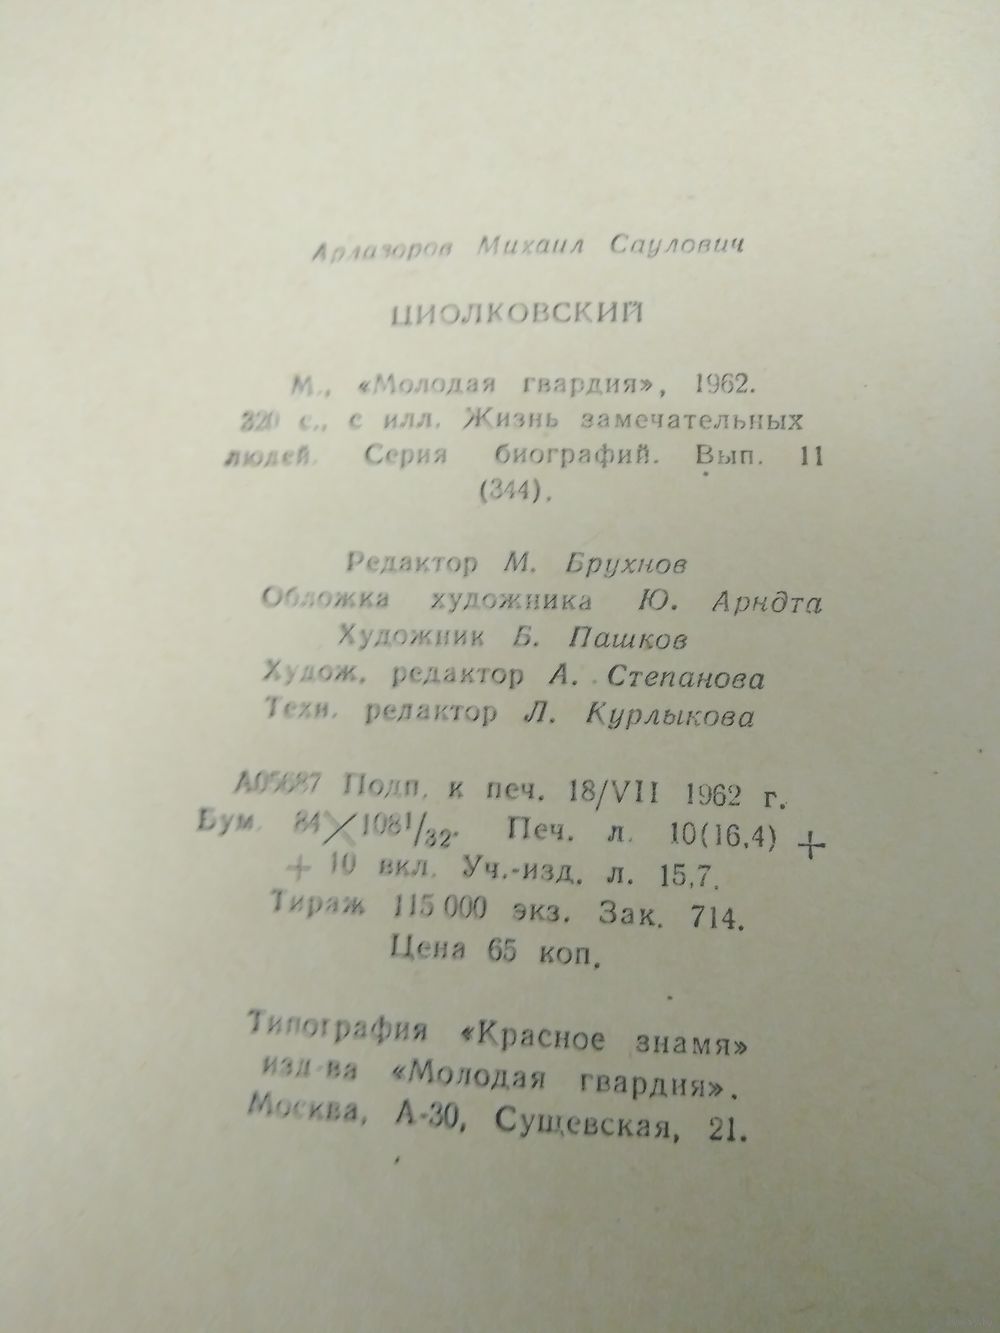 Арлазоров Михаил Саулович
ЦИОЛКОВСКИЙ
М., «Молодая гвардия», 1962.
320 с., с илл. Жизнь замечательных
людей. Серия биографий. Вып. 11
(344).
Редактор М. Брухнов
Обложка художника Ю. Арндта
Художник Б. Пашков
Худож. редактор А. Степанова
Техн. редактор Л. Курлыкова
А05687 Подп. к печ. 18/VII 1962 г.
Бум. 84×108¹/₃₂. Печ. л. 10(16,4) +
+ 10 вкл. Уч.-изд. л. 15,7.
Тираж 115 000 экз. Зак. 714.
Цена 65 коп.
Типография «Красное знамя»
изд-ва «Молодая гвардия».
Москва, А-30, Сущевская, 21.